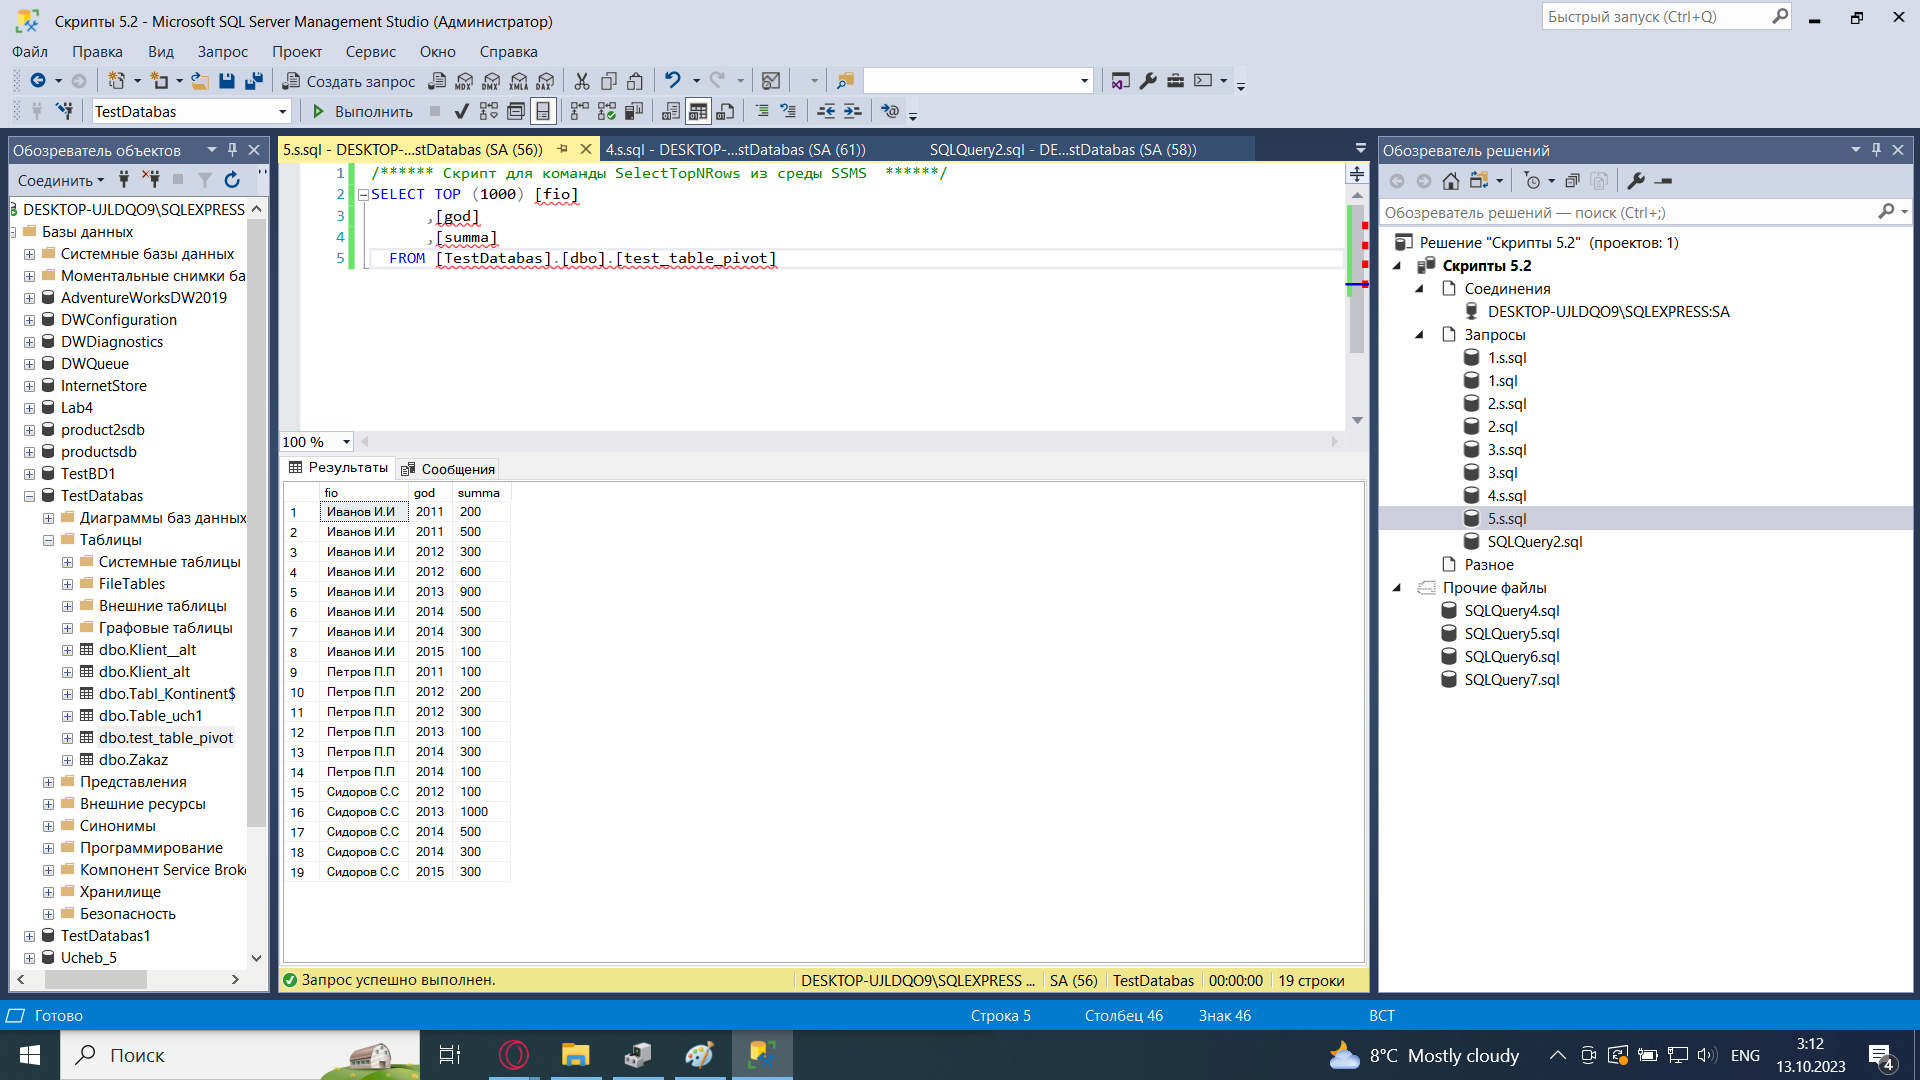 Скрипты 5.2 - Microsoft SQL Server Management Studio (Администратор)
Быстрый запуск (Ctrl+Q)
Файл Правка Вид Запрос Проект Сервис Окно Справка
Создать запрос
MDX DMX XMLA DAX
TestDatabas
Выполнить
Обозреватель объектов
Соединить
DESKTOP-UJLDQO9\SQLEXPRESS
Базы данных
Системные базы данных
Моментальные снимки ба
AdventureWorksDW2019
DWConfiguration
DWDiagnostics
DWQueue
InternetStore
Lab4
product2sdb
productsdb
TestBD1
TestDatabas
Диаграммы баз данных
Таблицы
Системные таблицы
FileTables
Внешние таблицы
Графовые таблицы
dbo.Klient__alt
dbo.Klient_alt
dbo.Tabl_Kontinent$
dbo.Table_uch1
dbo.test_table_pivot
dbo.Zakaz
Представления
Внешние ресурсы
Синонимы
Программирование
Компонент Service Brok
Хранилище
Безопасность
TestDatabas1
Ucheb_5
5.s.sql - DESKTOP-...stDatabas (SA (56)) 4.s.sql - DESKTOP-...stDatabas (SA (61)) SQLQuery2.sql - DE...stDatabas (SA (58))
1 /****** Скрипт для команды SelectTopNRows из среды SSMS ******/
2 SELECT TOP (1000) [fio]
3 ,[god]
4 ,[summa]
5 FROM [TestDatabas].[dbo].[test_table_pivot]
100 %
Результаты Сообщения
fio god summa
1 Иванов И.И 2011 200
2 Иванов И.И 2011 500
3 Иванов И.И 2012 300
4 Иванов И.И 2012 600
5 Иванов И.И 2013 900
6 Иванов И.И 2014 500
7 Иванов И.И 2014 300
8 Иванов И.И 2015 100
9 Петров П.П 2011 100
10 Петров П.П 2012 200
11 Петров П.П 2012 300
12 Петров П.П 2013 100
13 Петров П.П 2014 300
14 Петров П.П 2014 100
15 Сидоров С.С 2012 100
16 Сидоров С.С 2013 1000
17 Сидоров С.С 2014 500
18 Сидоров С.С 2014 300
19 Сидоров С.С 2015 300
Запрос успешно выполнен. DESKTOP-UJLDQO9\SQLEXPRESS ... SA (56) TestDatabas 00:00:00 19 строки
Обозреватель решений
Обозреватель решений — поиск (Ctrl+;)
Решение "Скрипты 5.2" (проектов: 1)
Скрипты 5.2
Соединения
DESKTOP-UJLDQO9\SQLEXPRESS:SA
Запросы
1.s.sql
1.sql
2.s.sql
2.sql
3.s.sql
3.sql
4.s.sql
5.s.sql
SQLQuery2.sql
Разное
Прочие файлы
SQLQuery4.sql
SQLQuery5.sql
SQLQuery6.sql
SQLQuery7.sql
Готово Строка 5 Столбец 46 Знак 46 ВСТ
Поиск
8°C Mostly cloudy
ENG
3:12
13.10.2023
4